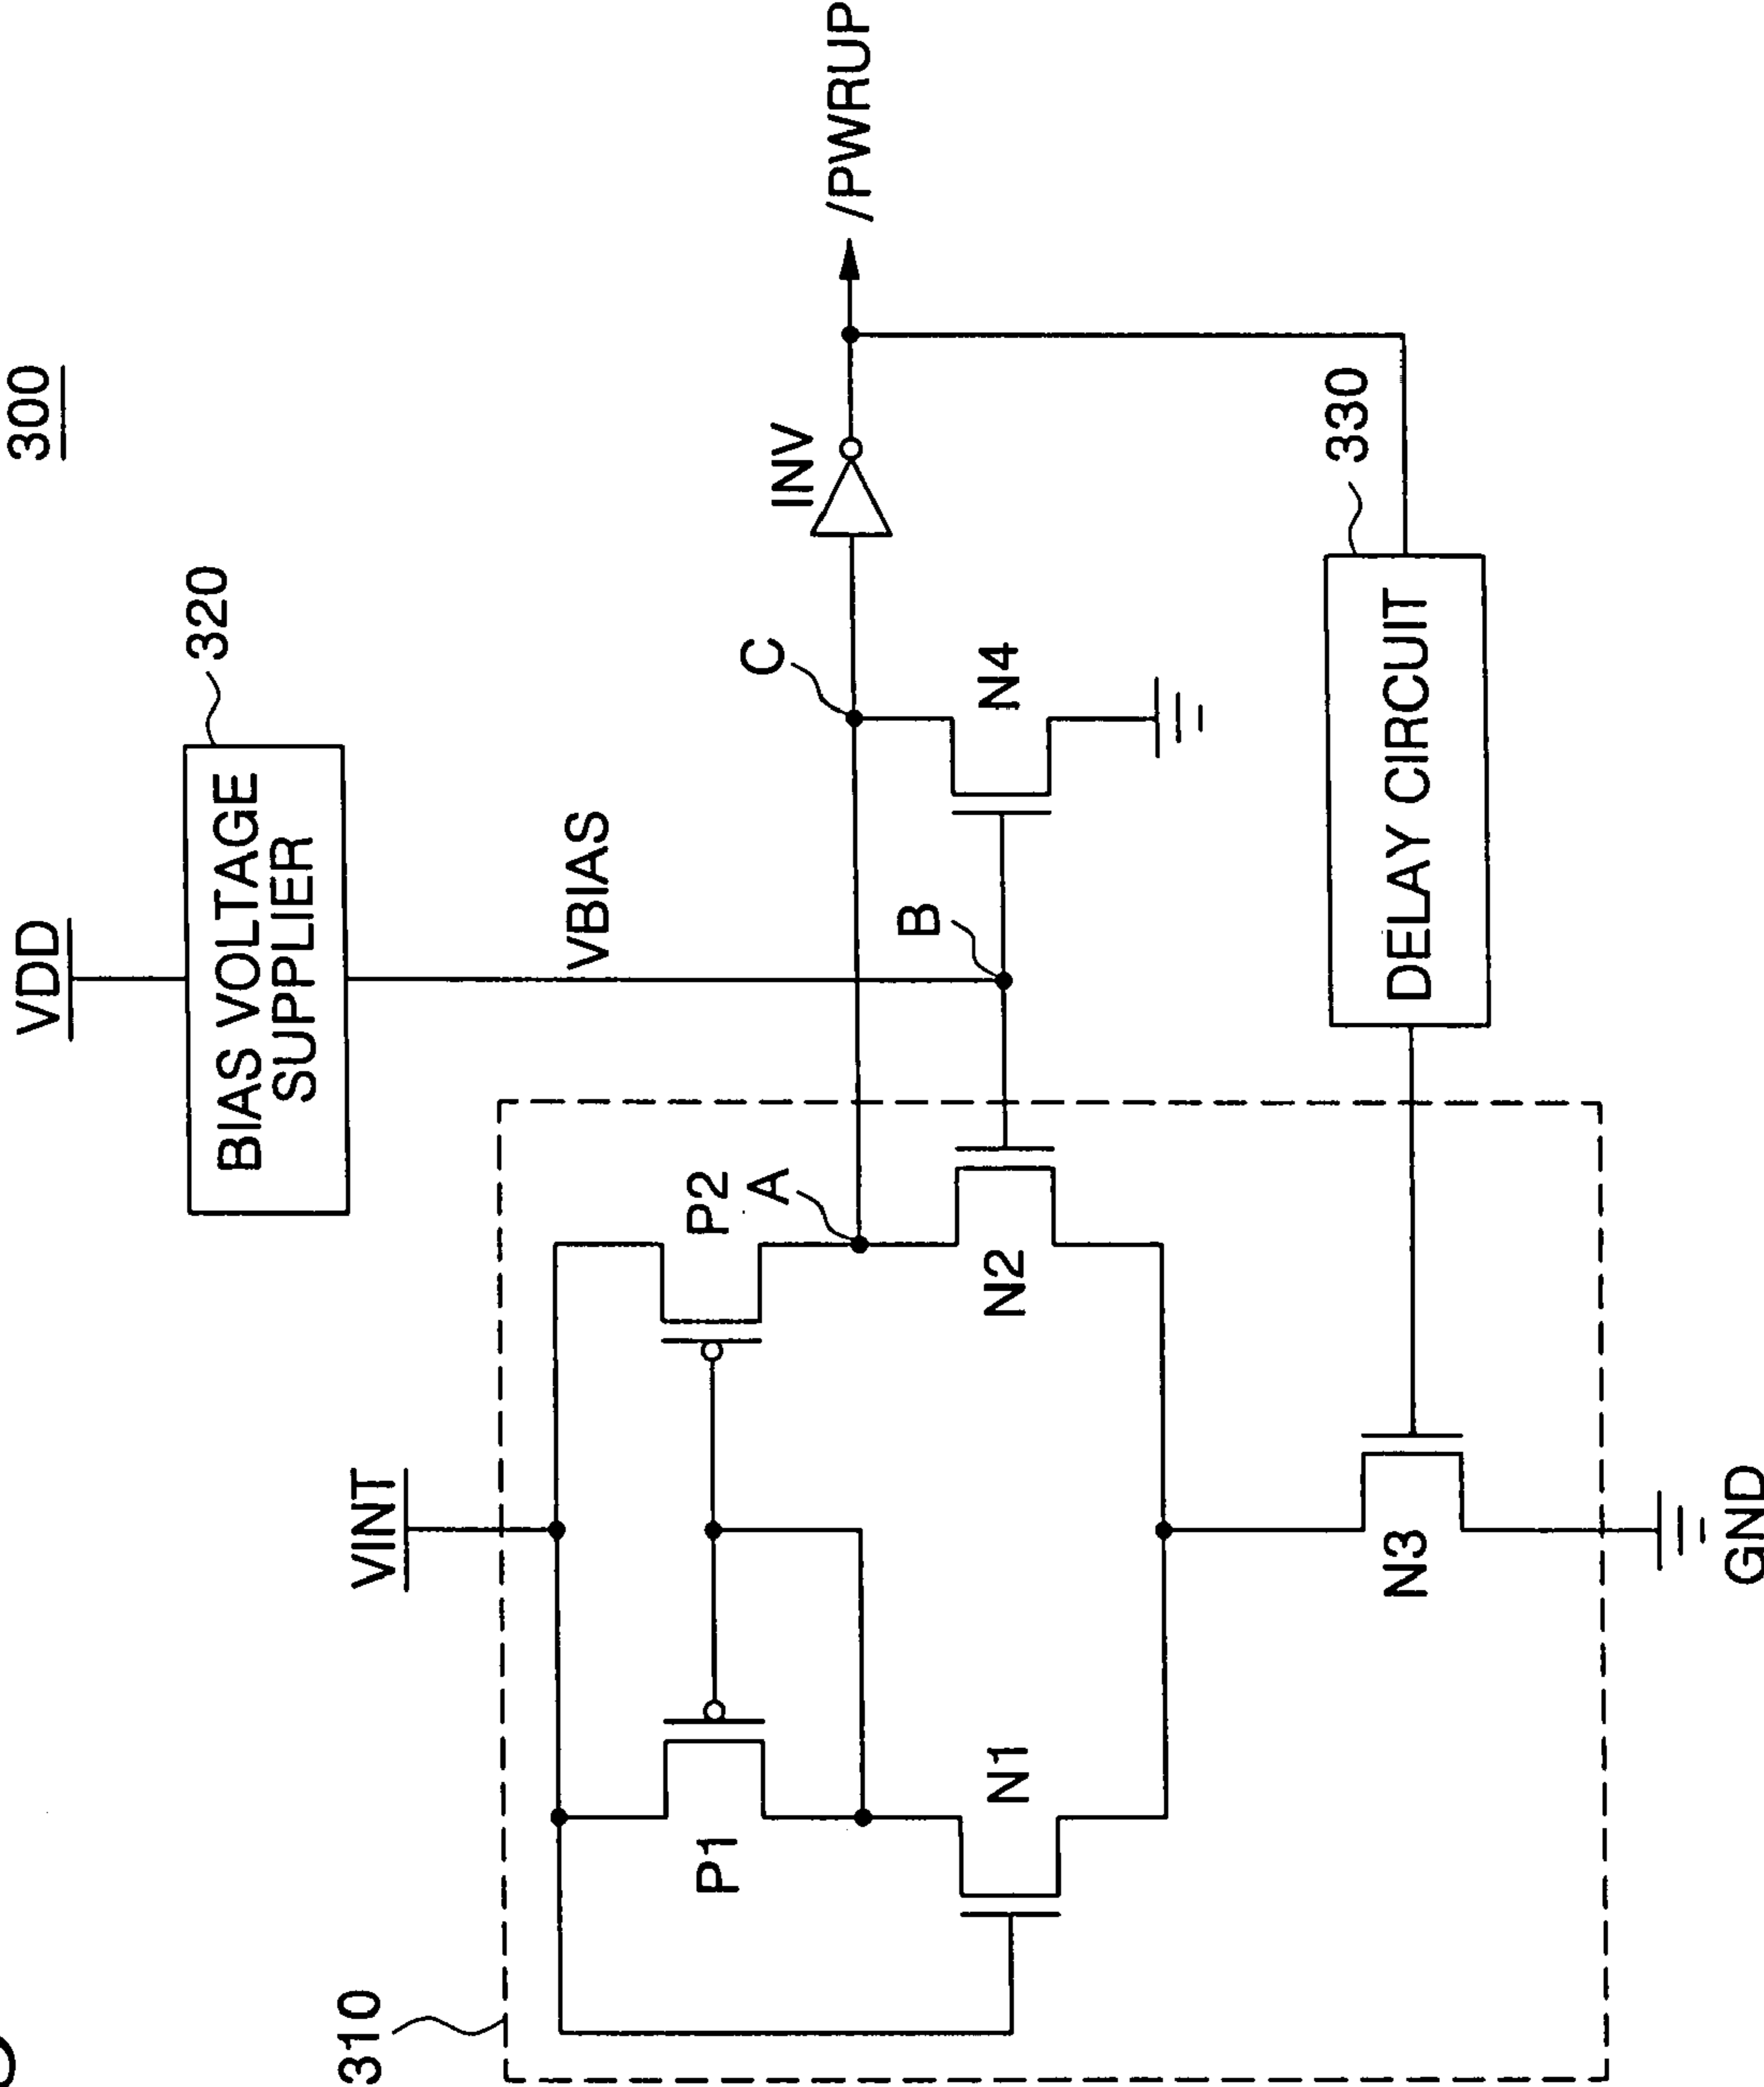 300
VDD
BIAS VOLTAGE
SUPPLIER
320
VINT
310
VBIAS
P1
P2
A
C
INV
/PWRUP
B
N1
N2
N4
N3
DELAY CIRCUIT
330
GND